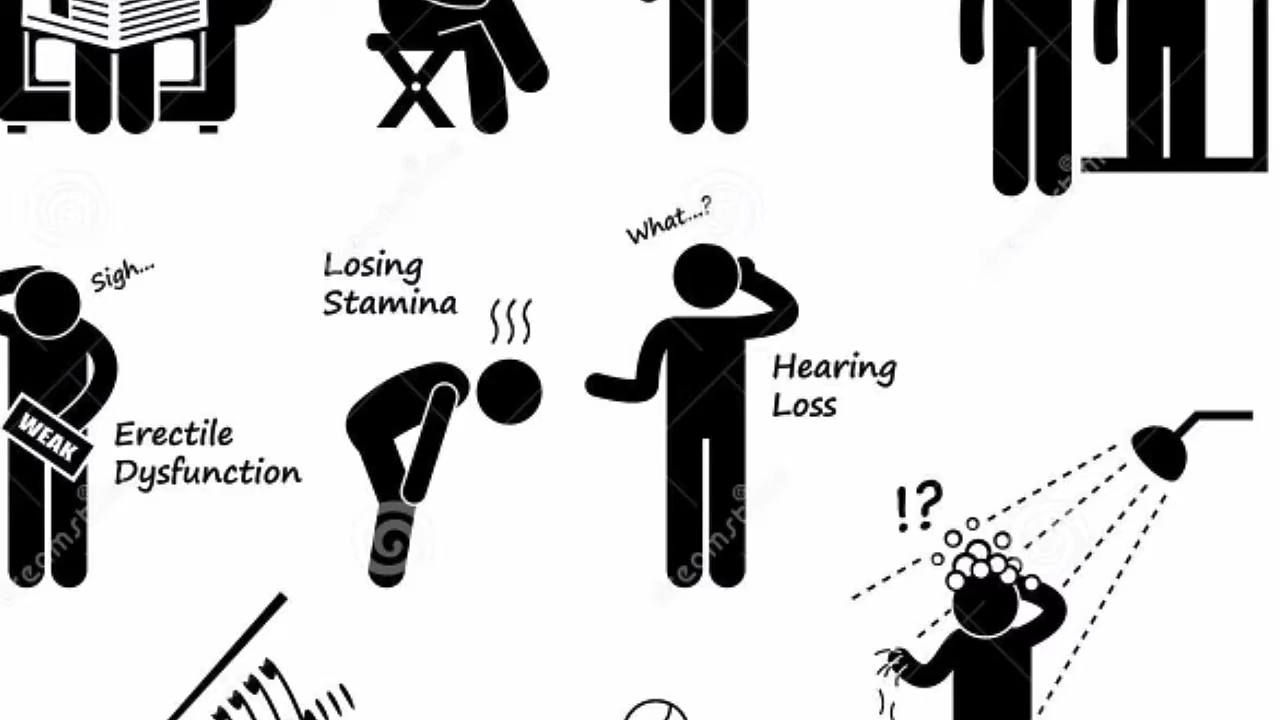 What...?
Sigh...
Losing
Stamina
Hearing
Loss
WEAK
Erectile
Dysfunction
!?